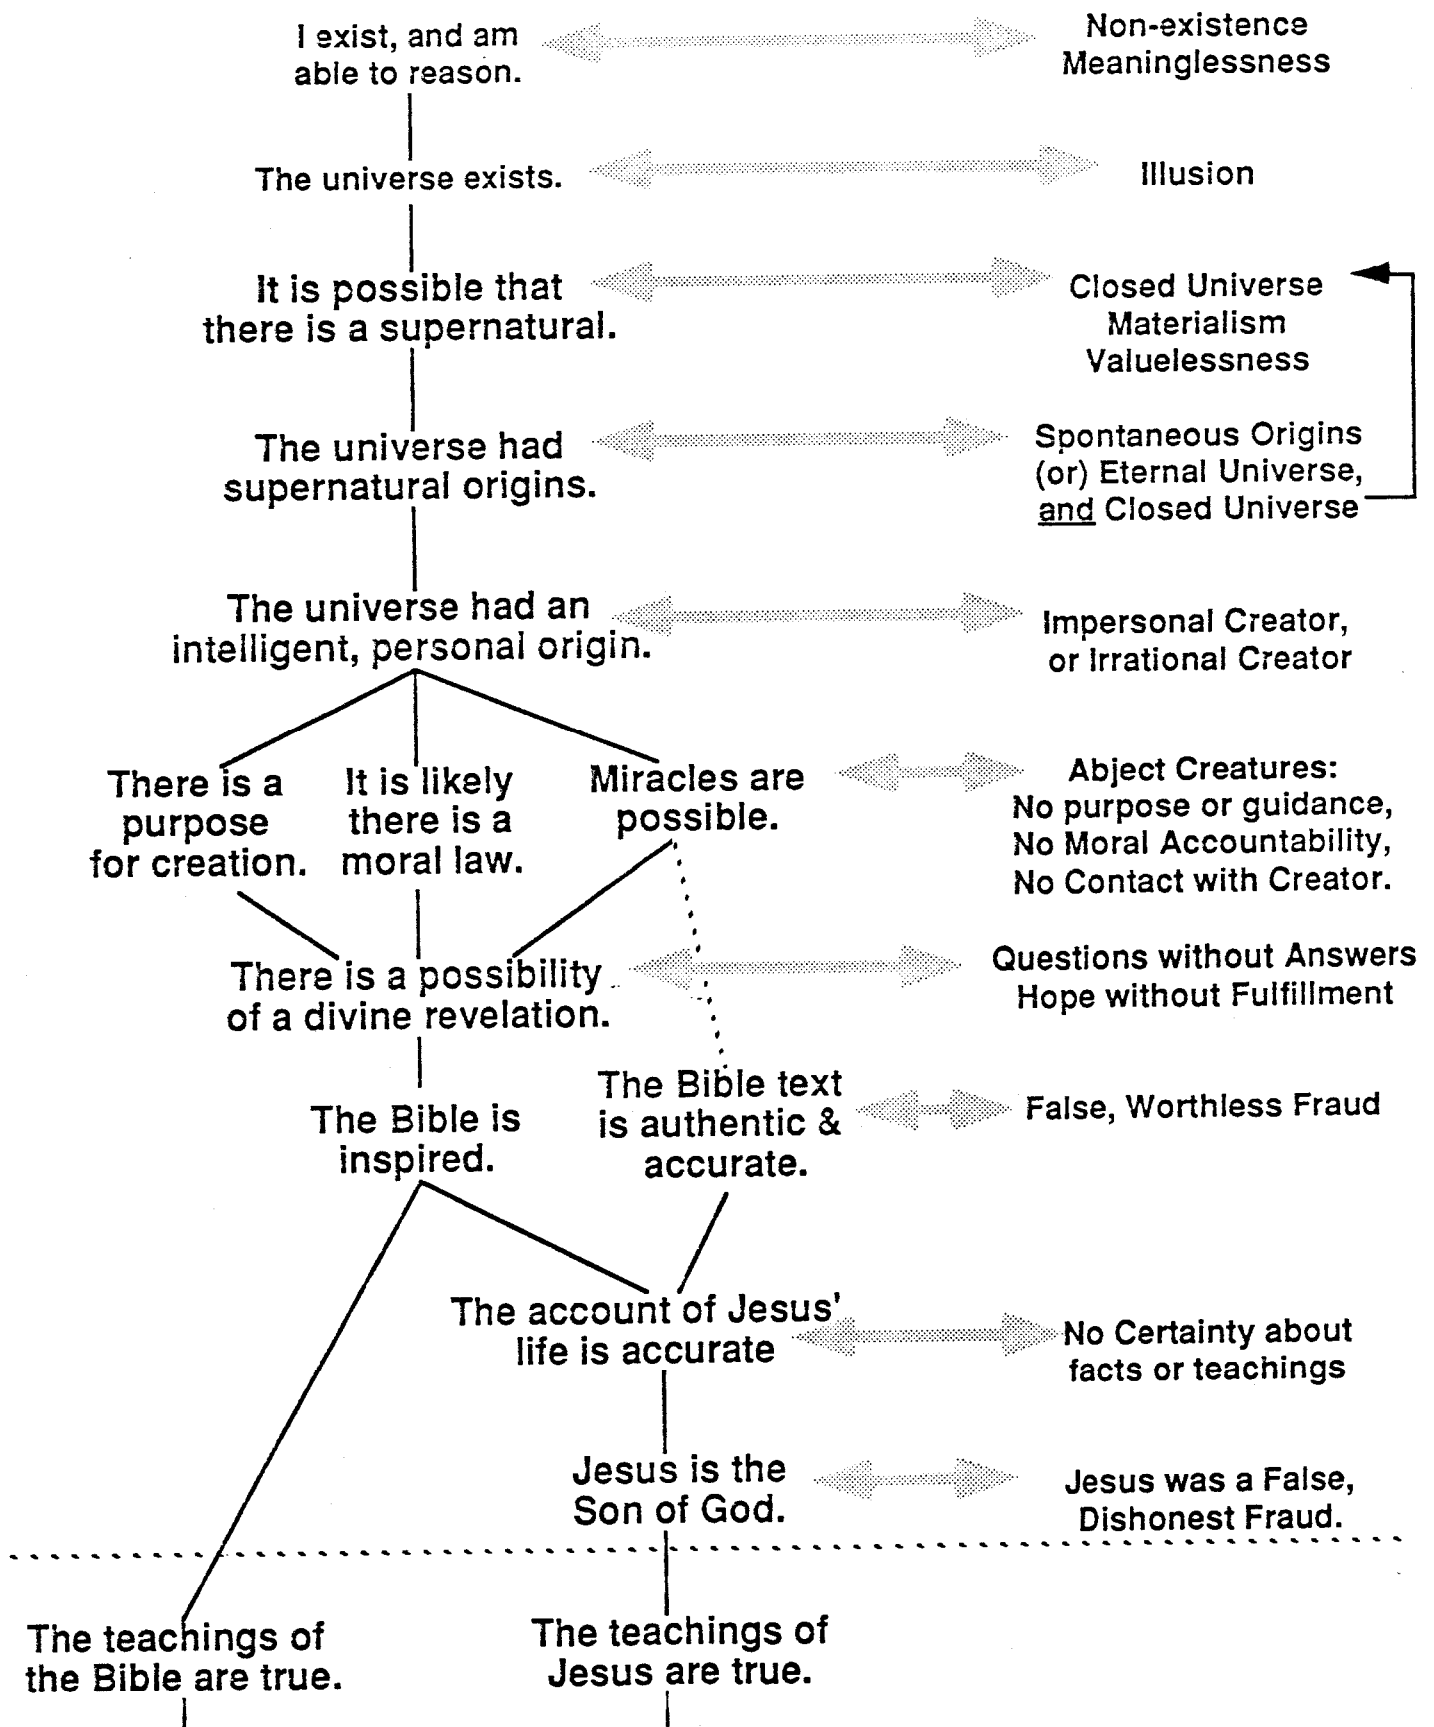 I exist, and am
able to reason.
Non-existence
Meaninglessness
The universe exists.
Illusion
It is possible that
there is a supernatural.
Closed Universe
Materialism
Valuelessness
The universe had
supernatural origins.
Spontaneous Origins
(or) Eternal Universe,
and Closed Universe
The universe had an
intelligent, personal origin.
Impersonal Creator,
or Irrational Creator
There is a
purpose
for creation.
It is likely
there is a
moral law.
Miracles are
possible.
Abject Creatures:
No purpose or guidance,
No Moral Accountability,
No Contact with Creator.
There is a possibility
of a divine revelation.
Questions without Answers
Hope without Fulfillment
The Bible is
inspired.
The Bible text
is authentic &
accurate.
False, Worthless Fraud
The account of Jesus'
life is accurate
No Certainty about
facts or teachings
Jesus is the
Son of God.
Jesus was a False,
Dishonest Fraud.
The teachings of
the Bible are true.
The teachings of
Jesus are true.